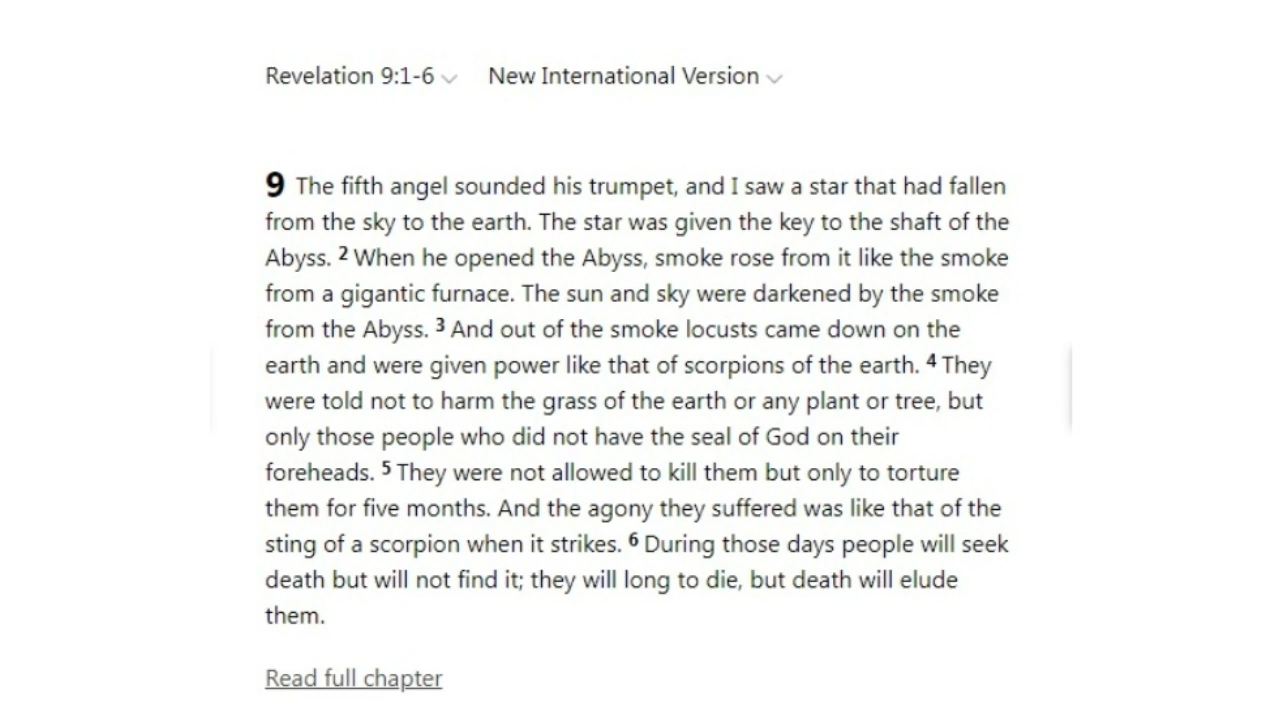 Revelation 9:1-6 New International Version
9 The fifth angel sounded his trumpet, and I saw a star that had fallen
from the sky to the earth. The star was given the key to the shaft of the
Abyss. 2 When he opened the Abyss, smoke rose from it like the smoke
from a gigantic furnace. The sun and sky were darkened by the smoke
from the Abyss. 3 And out of the smoke locusts came down on the
earth and were given power like that of scorpions of the earth. 4 They
were told not to harm the grass of the earth or any plant or tree, but
only those people who did not have the seal of God on their
foreheads. 5 They were not allowed to kill them but only to torture
them for five months. And the agony they suffered was like that of the
sting of a scorpion when it strikes. 6 During those days people will seek
death but will not find it; they will long to die, but death will elude
them.
Read full chapter